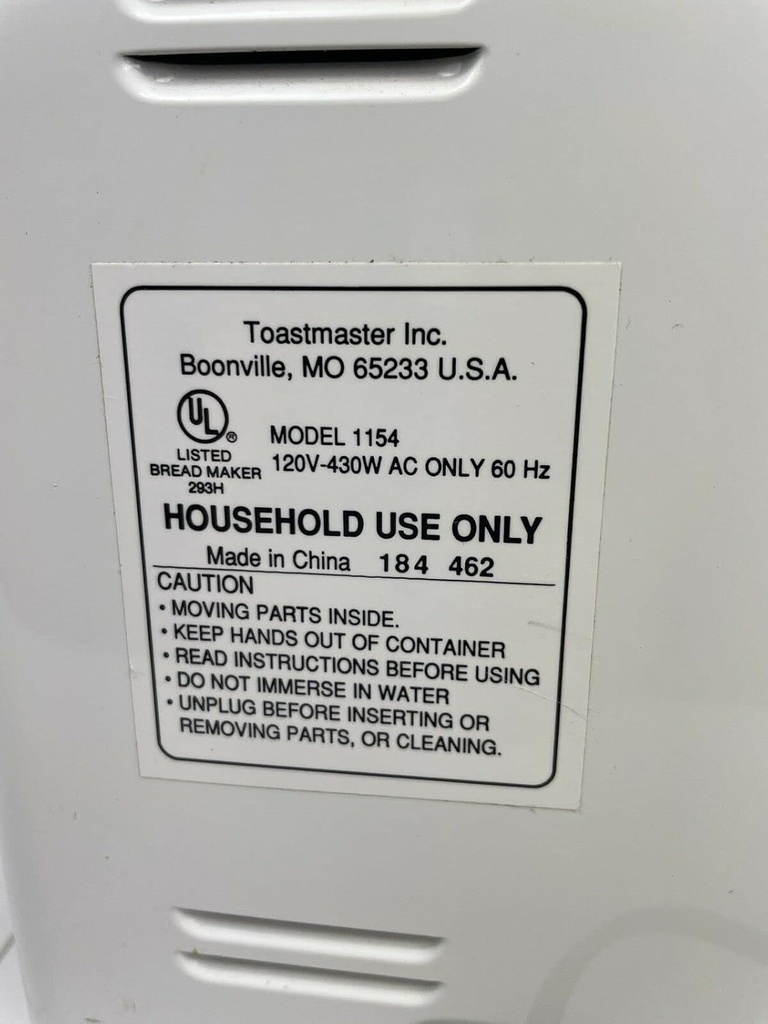 Toastmaster Inc.
Boonville, MO 65233 U.S.A.
UL ®
LISTED
BREAD MAKER
293H
MODEL 1154
120V-430W AC ONLY 60 Hz
HOUSEHOLD USE ONLY
Made in China 184 462
CAUTION
• MOVING PARTS INSIDE.
• KEEP HANDS OUT OF CONTAINER
• READ INSTRUCTIONS BEFORE USING
• DO NOT IMMERSE IN WATER
• UNPLUG BEFORE INSERTING OR
REMOVING PARTS, OR CLEANING.